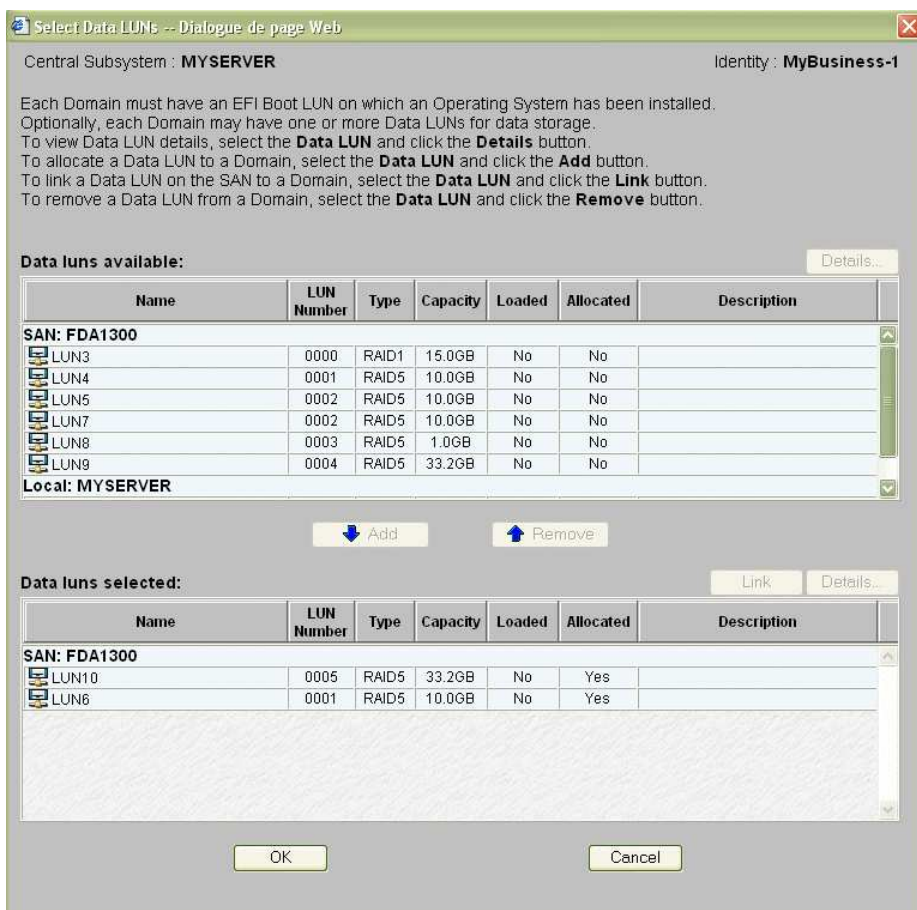 Select Data LUNs -- Dialogue de page Web
Central Subsystem : MYSERVER Identity : MyBusiness-1
Each Domain must have an EFI Boot LUN on which an Operating System has been installed.
Optionally, each Domain may have one or more Data LUNs for data storage.
To view Data LUN details, select the Data LUN and click the Details button.
To allocate a Data LUN to a Domain, select the Data LUN and click the Add button.
To link a Data LUN on the SAN to a Domain, select the Data LUN and click the Link button.
To remove a Data LUN from a Domain, select the Data LUN and click the Remove button.
Data luns available: Details...
Name LUN Number Type Capacity Loaded Allocated Description
SAN: FDA1300
LUN3 0000 RAID1 15.0GB No No
LUN4 0001 RAID5 10.0GB No No
LUN5 0002 RAID5 10.0GB No No
LUN7 0002 RAID5 10.0GB No No
LUN8 0003 RAID5 1.0GB No No
LUN9 0004 RAID5 33.2GB No No
Local: MYSERVER
Add Remove
Data luns selected: Link Details...
Name LUN Number Type Capacity Loaded Allocated Description
SAN: FDA1300
LUN10 0005 RAID5 33.2GB No Yes
LUN6 0001 RAID5 10.0GB No Yes
OK Cancel